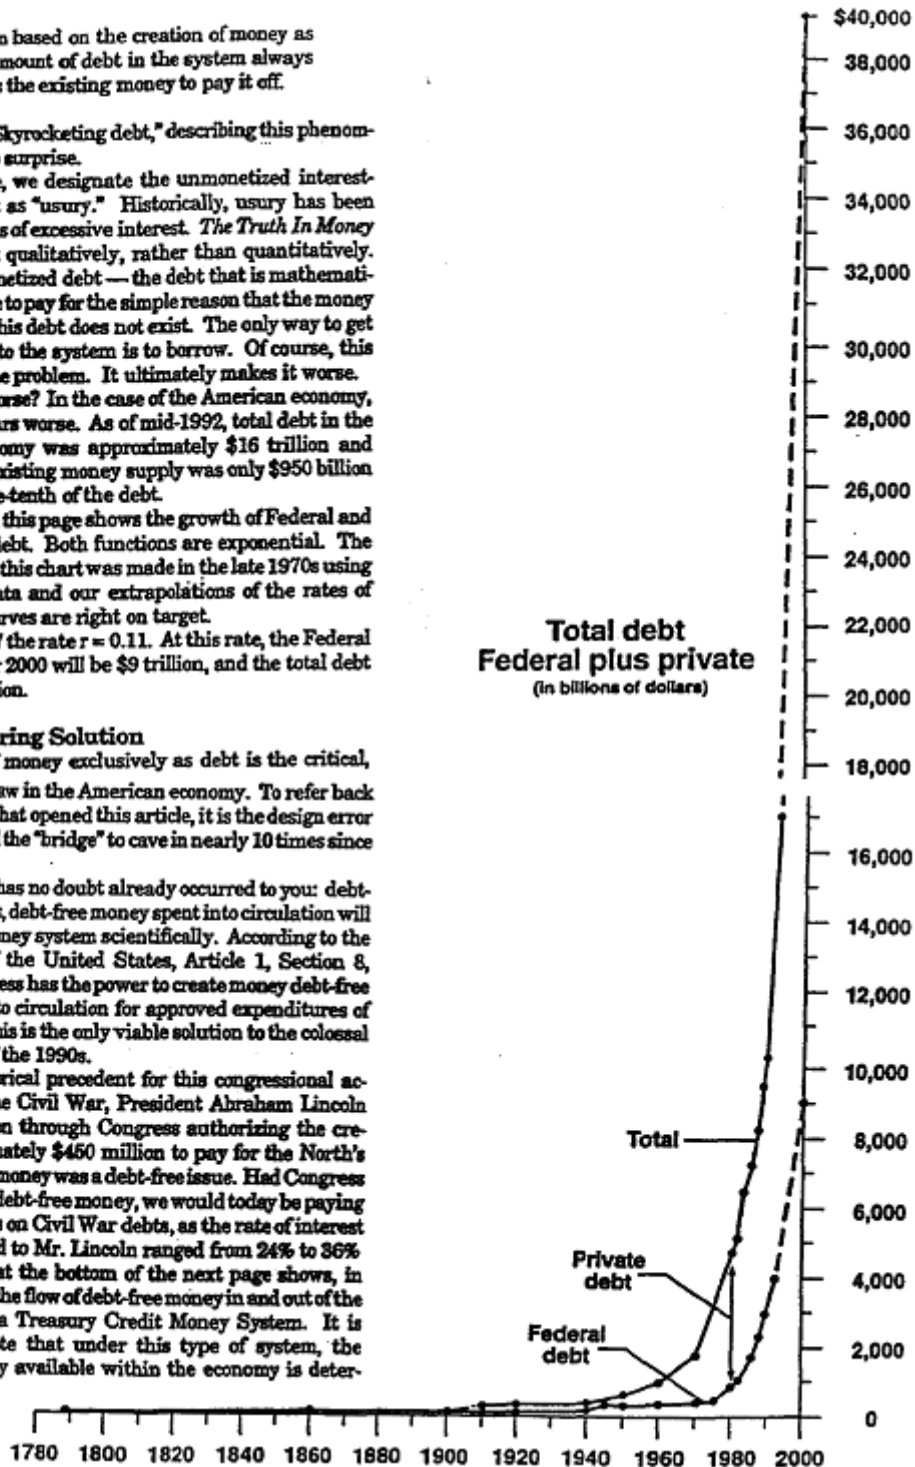 n based on the creation of money as
mount of debt in the system always
the existing money to pay it off.
Skyrocketing debt," describing this phenom-
surprise.
, we designate the unmonetized interest-
as "usury." Historically, usury has been
s of excessive interest. The Truth In Money
qualitatively, rather than quantitatively.
netized debt — the debt that is mathemati-
e to pay for the simple reason that the money
his debt does not exist. The only way to get
to the system is to borrow. Of course, this
e problem. It ultimately makes it worse.
orse? In the case of the American economy,
urs worse. As of mid-1992, total debt in the
omy was approximately $16 trillion and
xisting money supply was only $950 billion
e-tenth of the debt.
this page shows the growth of Federal and
ebt. Both functions are exponential. The
this chart was made in the late 1970s using
ata and our extrapolations of the rates of
rves are right on target.
the rate r = 0.11. At this rate, the Federal
2000 will be $9 trillion, and the total debt
ion.
ring Solution
money exclusively as debt is the critical,
aw in the American economy. To refer back
hat opened this article, it is the design error
the "bridge" to cave in nearly 10 times since
has no doubt already occurred to you: debt-
, debt-free money spent into circulation will
ney system scientifically. According to the
the United States, Article 1, Section 8,
ess has the power to create money debt-free
to circulation for approved expenditures of
his is the only viable solution to the colossal
the 1990s.
rical precedent for this congressional ac-
e Civil War, President Abraham Lincoln
n through Congress authorizing the cre-
nately $450 million to pay for the North's
money was a debt-free issue. Had Congress
debt-free money, we would today be paying
s on Civil War debts, as the rate of interest
d to Mr. Lincoln ranged from 24% to 36%
at the bottom of the next page shows, in
the flow of debt-free money in and out of the
a Treasury Credit Money System. It is
te that under this type of system, the
y available within the economy is deter-
Total debt
Federal plus private
(in billions of dollars)
Total
Private
debt
Federal
debt
$40,000
38,000
36,000
34,000
32,000
30,000
28,000
26,000
24,000
22,000
20,000
18,000
16,000
14,000
12,000
10,000
8,000
6,000
4,000
2,000
0
1780 1800 1820 1840 1860 1880 1900 1920 1940 1960 1980 2000